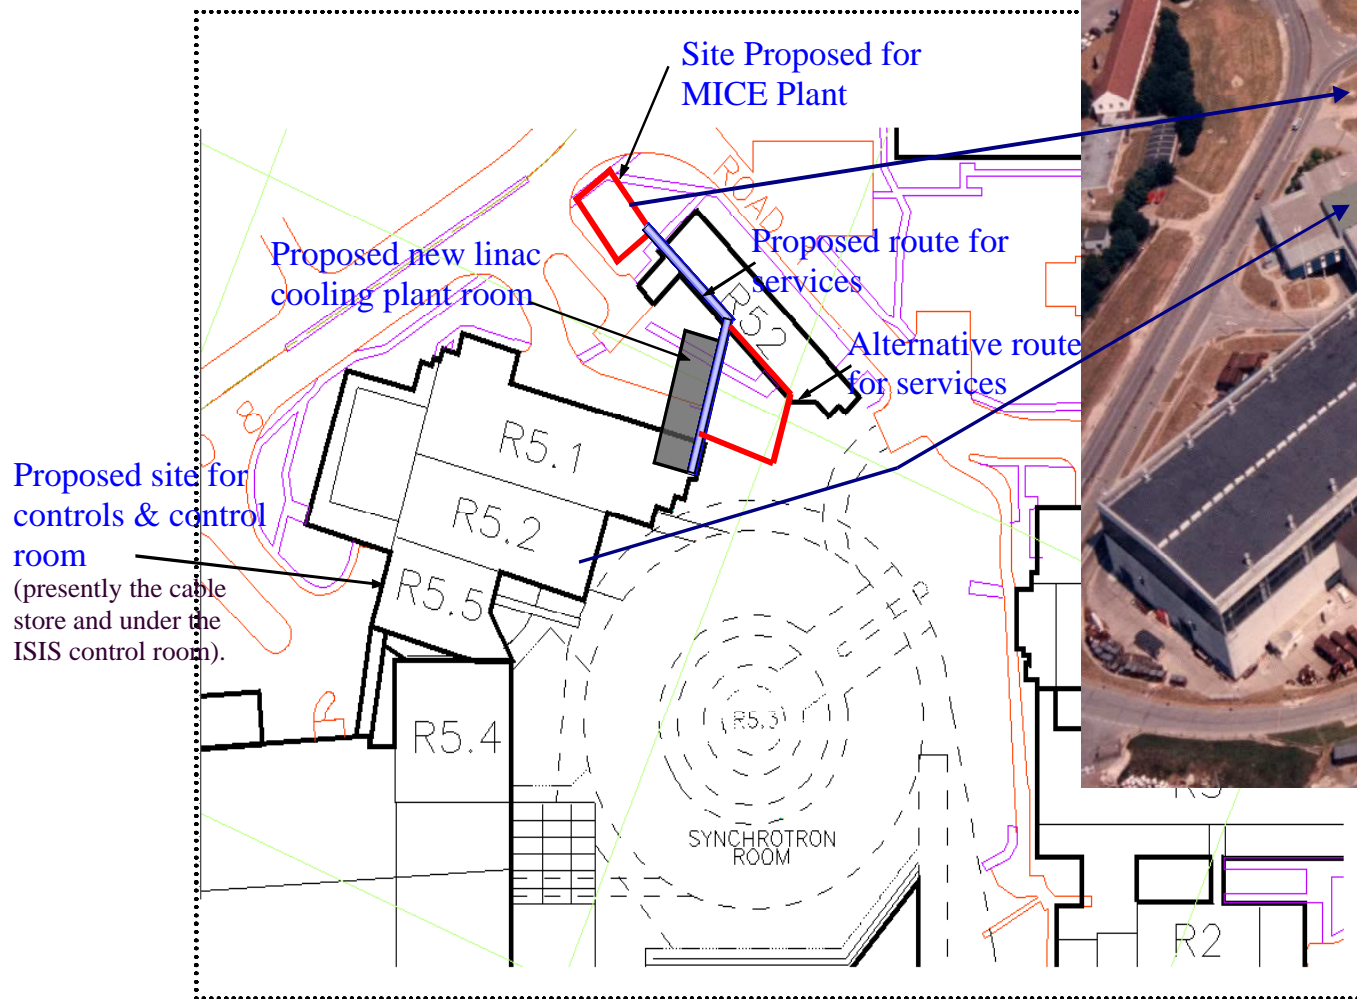 Site Proposed for
MICE Plant
ROAD
Proposed new linac
cooling plant room
Proposed route for
services
R52
Alternative route
for services
R5.1
R5.2
R5.5
Proposed site for
controls & control
room
(presently the cable
store and under the
ISIS control room).
R5.4
R5.3
SYNCHROTRON
ROOM
R2